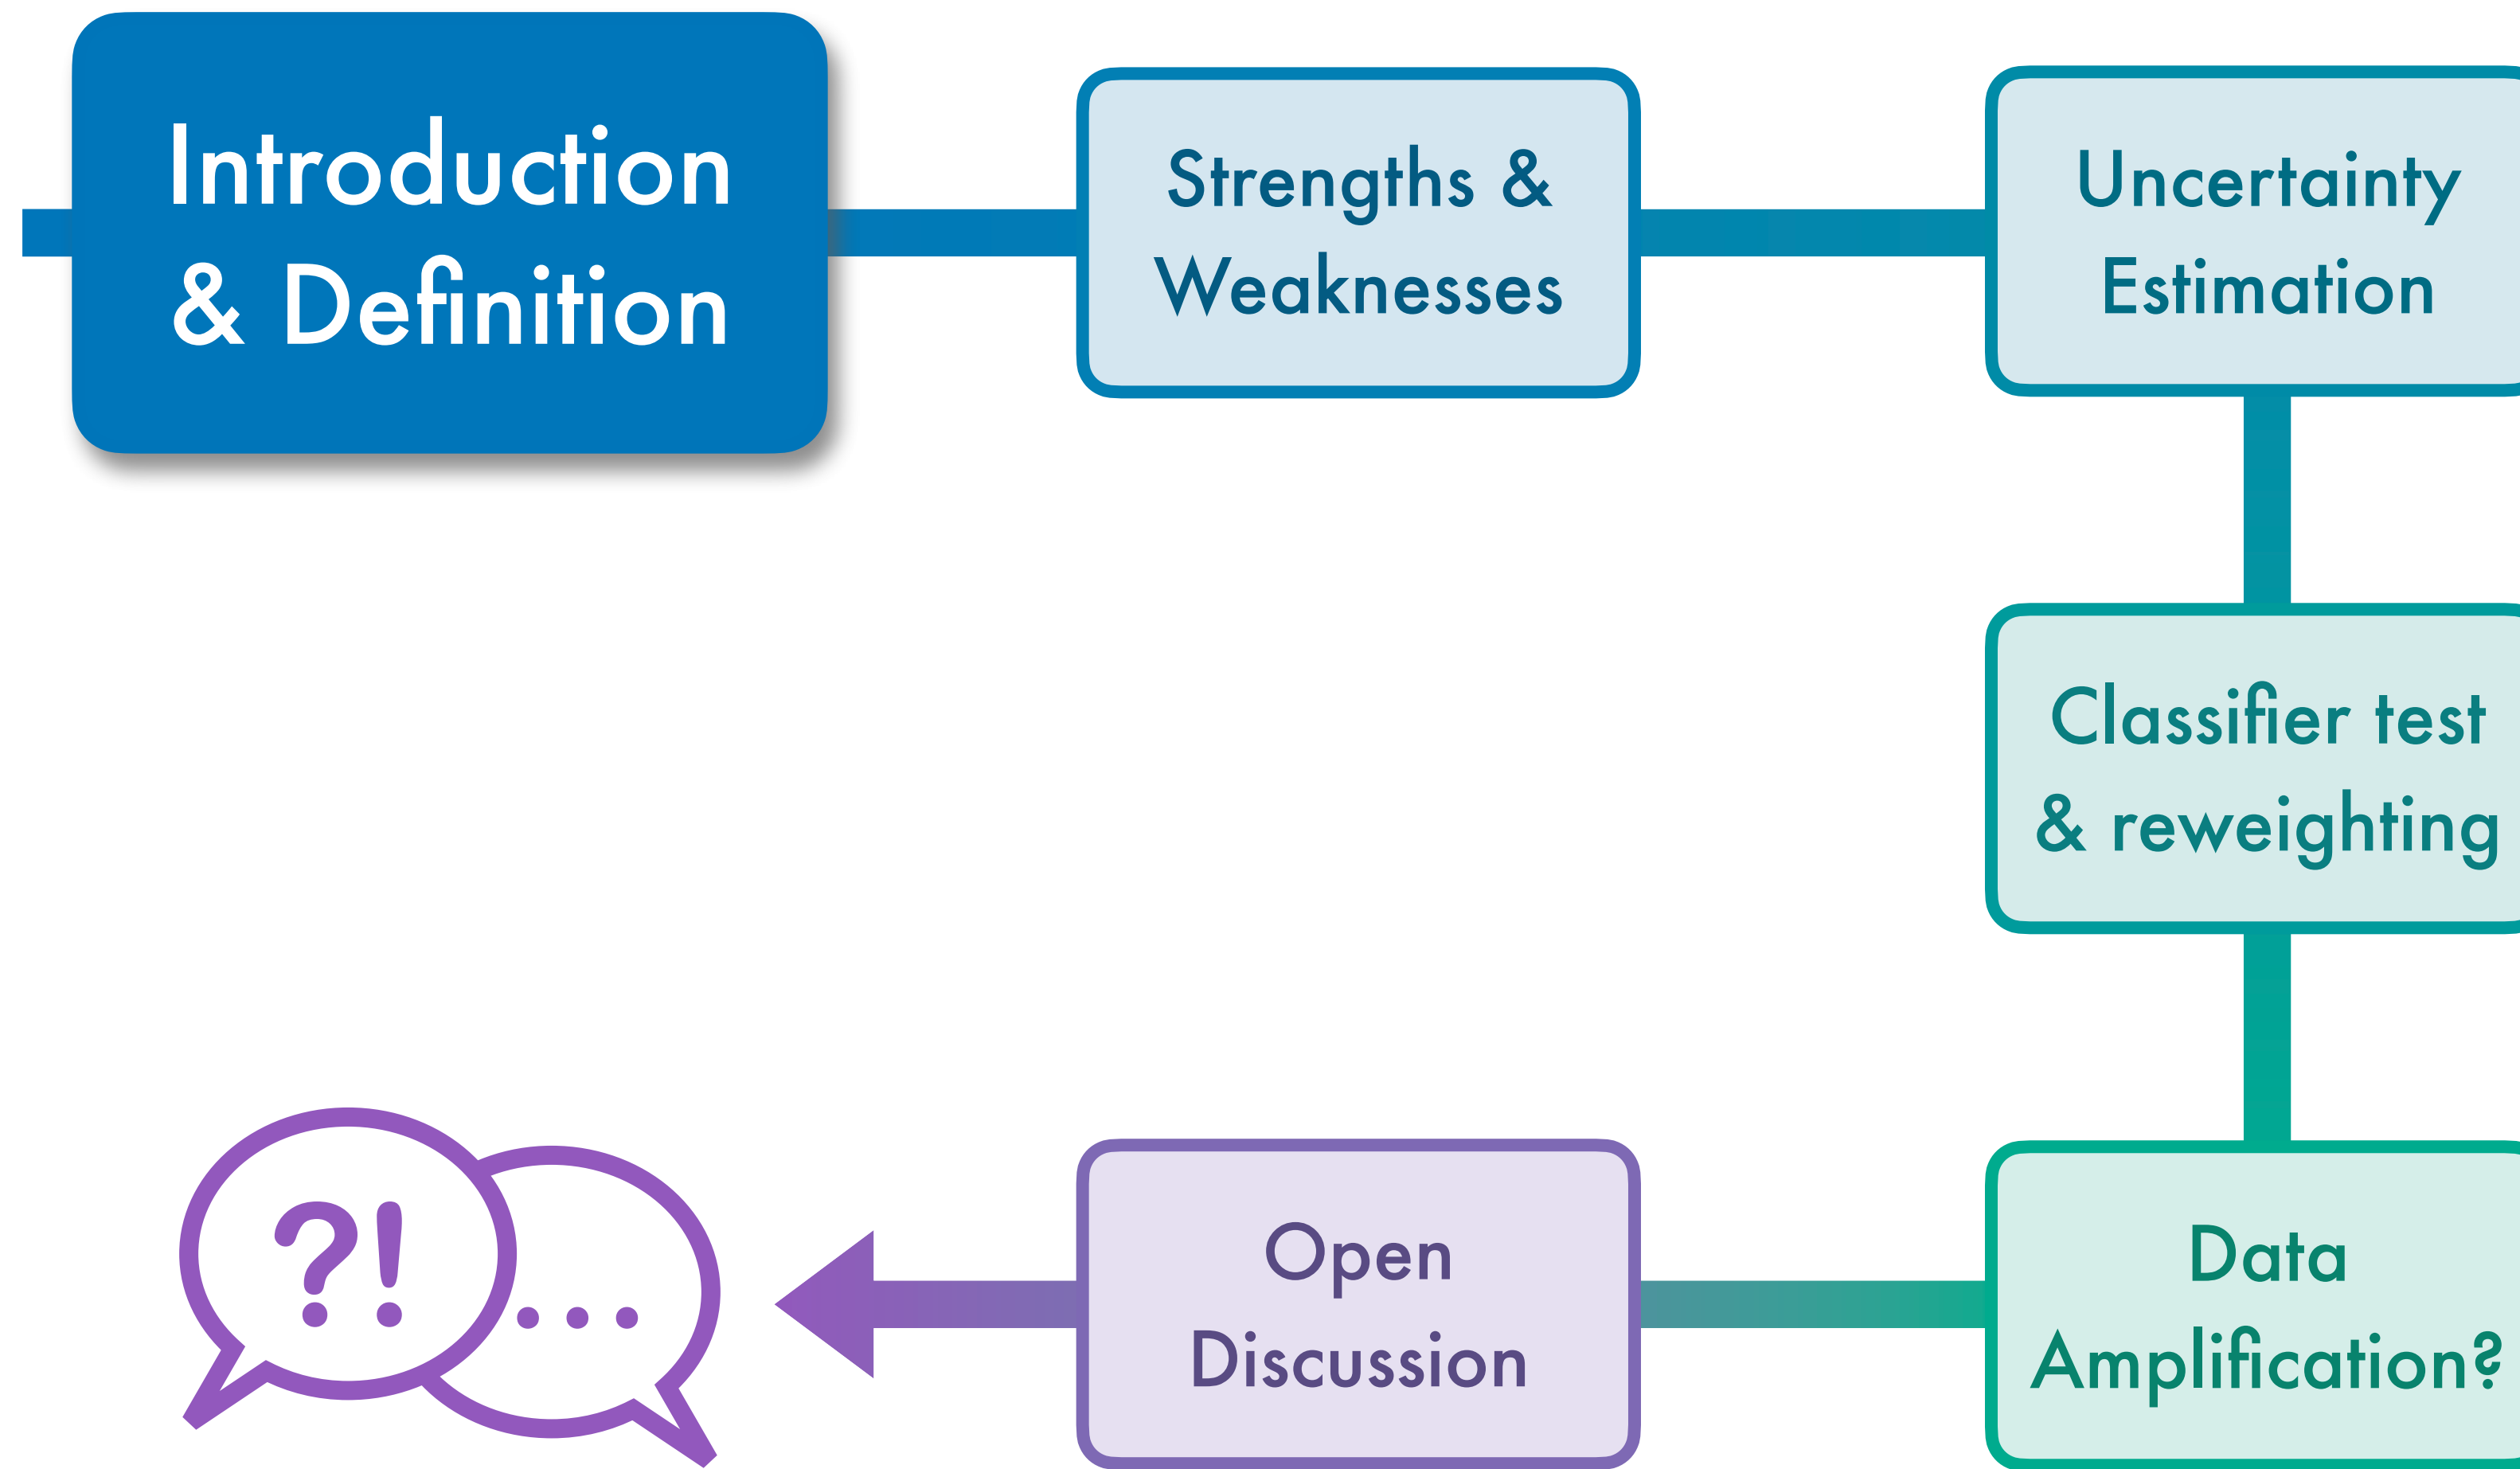 Introduction
& Definition
Strengths &
Weaknesses
Uncertainty
Estimation
Classifier test
& reweighting
Data
Amplification?
Open
Discussion
?!
...